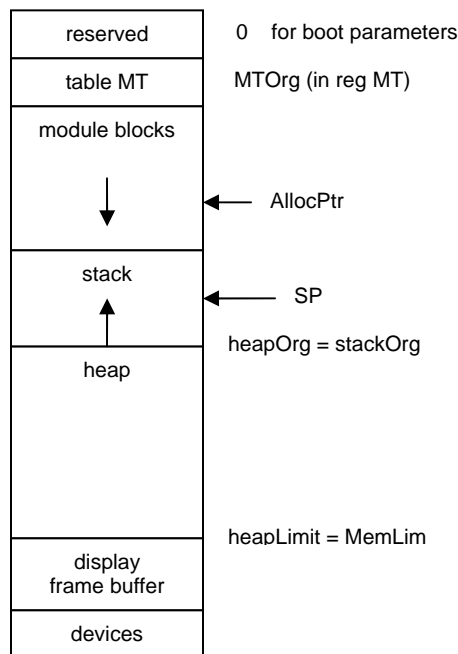 reserved
0 for boot parameters
table MT
MTOrg (in reg MT)
module blocks
AllocPtr
stack
SP
heapOrg = stackOrg
heap
heapLimit = MemLim
display
frame buffer
devices